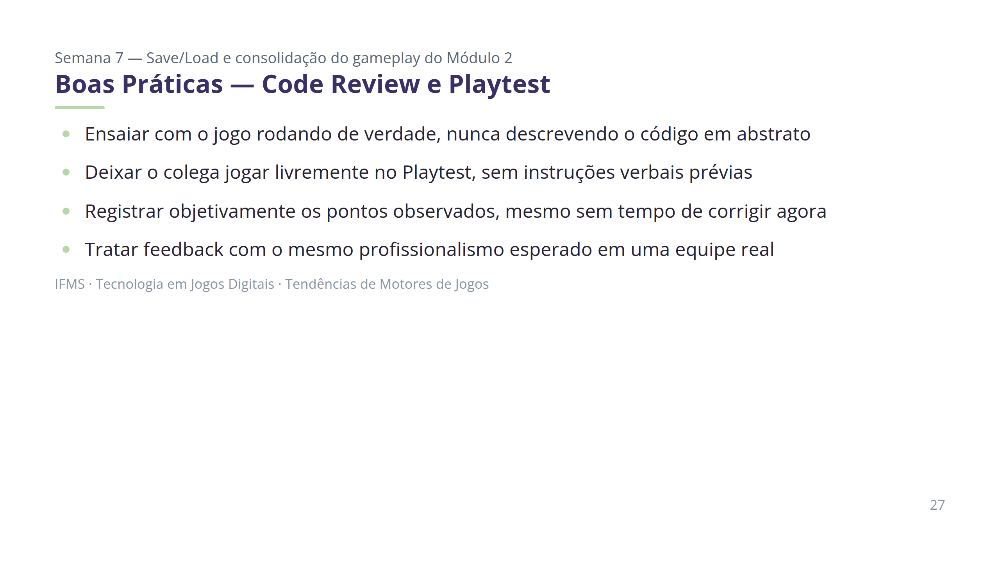 Semana 7 — Save/Load e consolidação do gameplay do Módulo 2
Boas Práticas — Code Review e Playtest
Ensaiar com o jogo rodando de verdade, nunca descrevendo o código em abstrato
Deixar o colega jogar livremente no Playtest, sem instruções verbais prévias
Registrar objetivamente os pontos observados, mesmo sem tempo de corrigir agora
Tratar feedback com o mesmo profissionalismo esperado em uma equipe real
IFMS · Tecnologia em Jogos Digitais · Tendências de Motores de Jogos
27